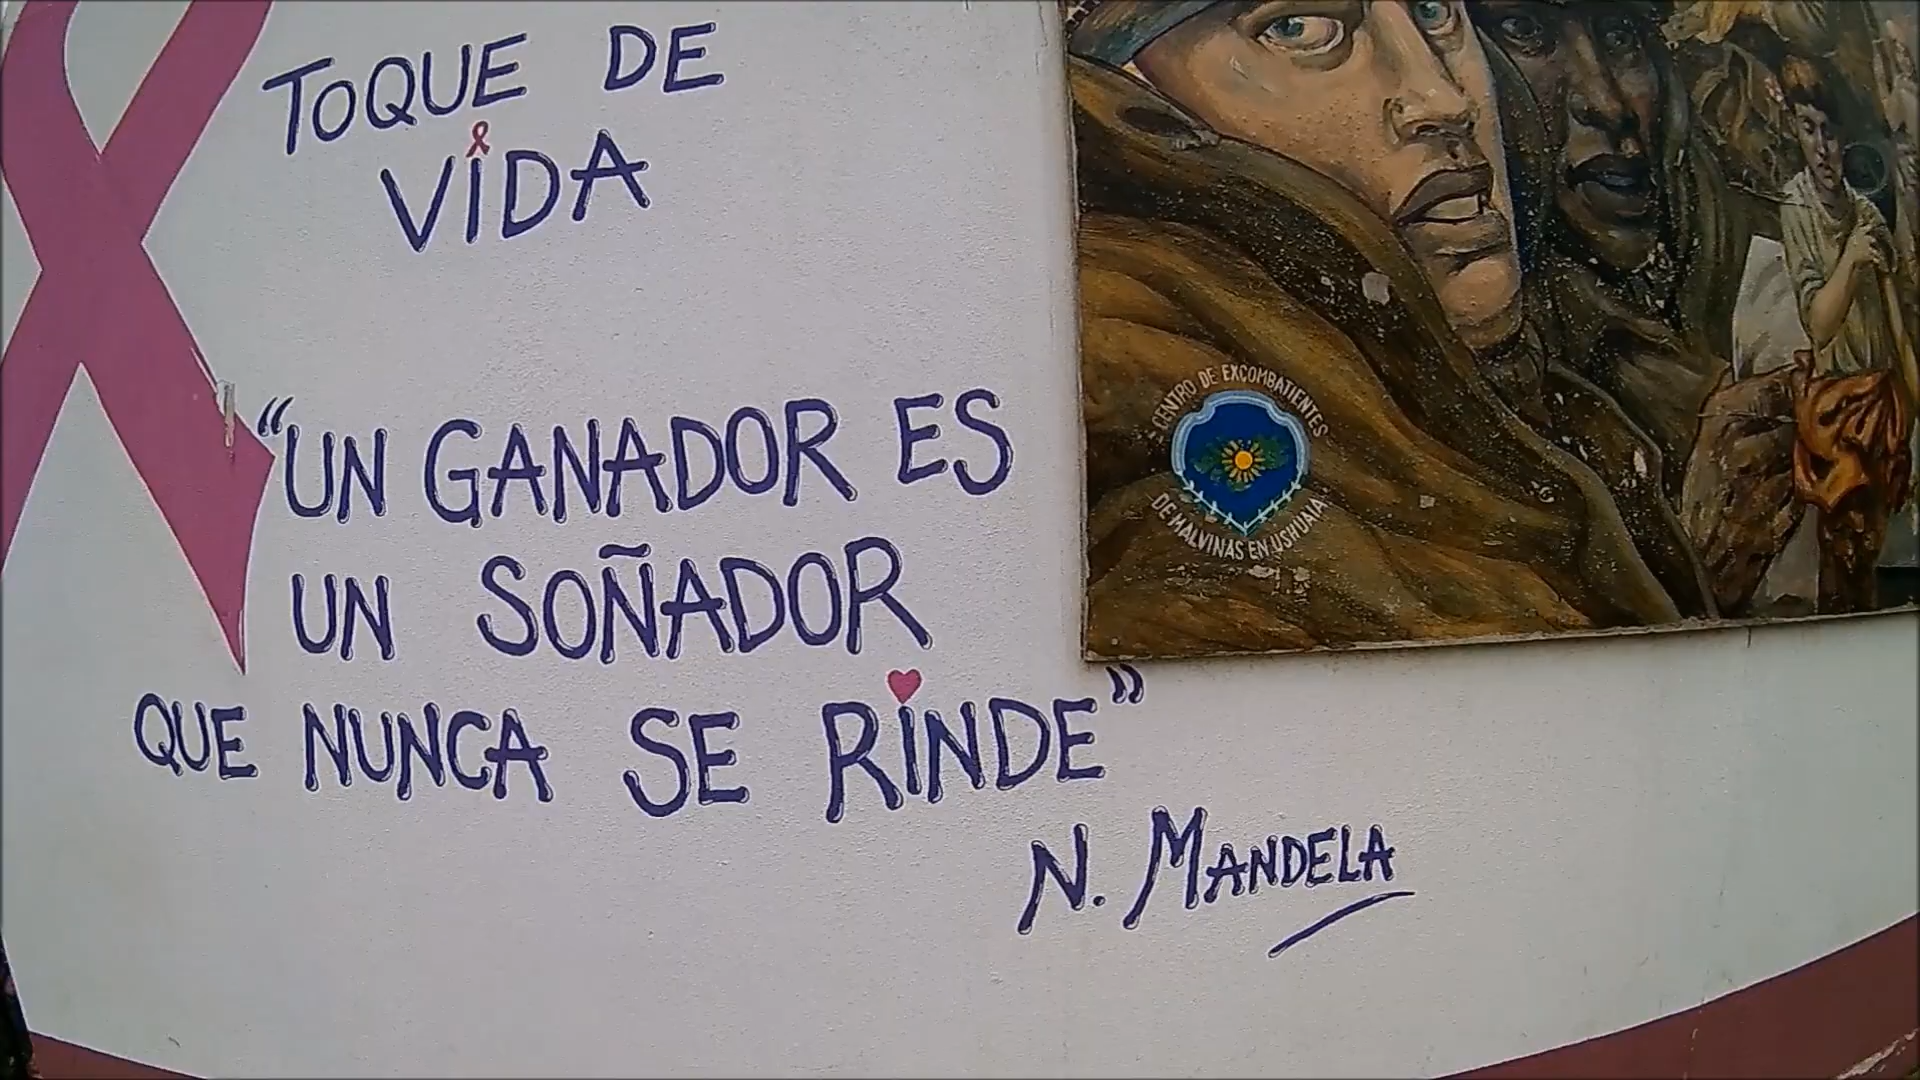 TOQUE DE
VIDA
"UN GANADOR ES
UN SOÑADOR
QUE NUNCA SE RINDE"
N. MANDELA
CENTRO DE EXCOMBATIENTES
DE MALVINAS EN USHUAIA